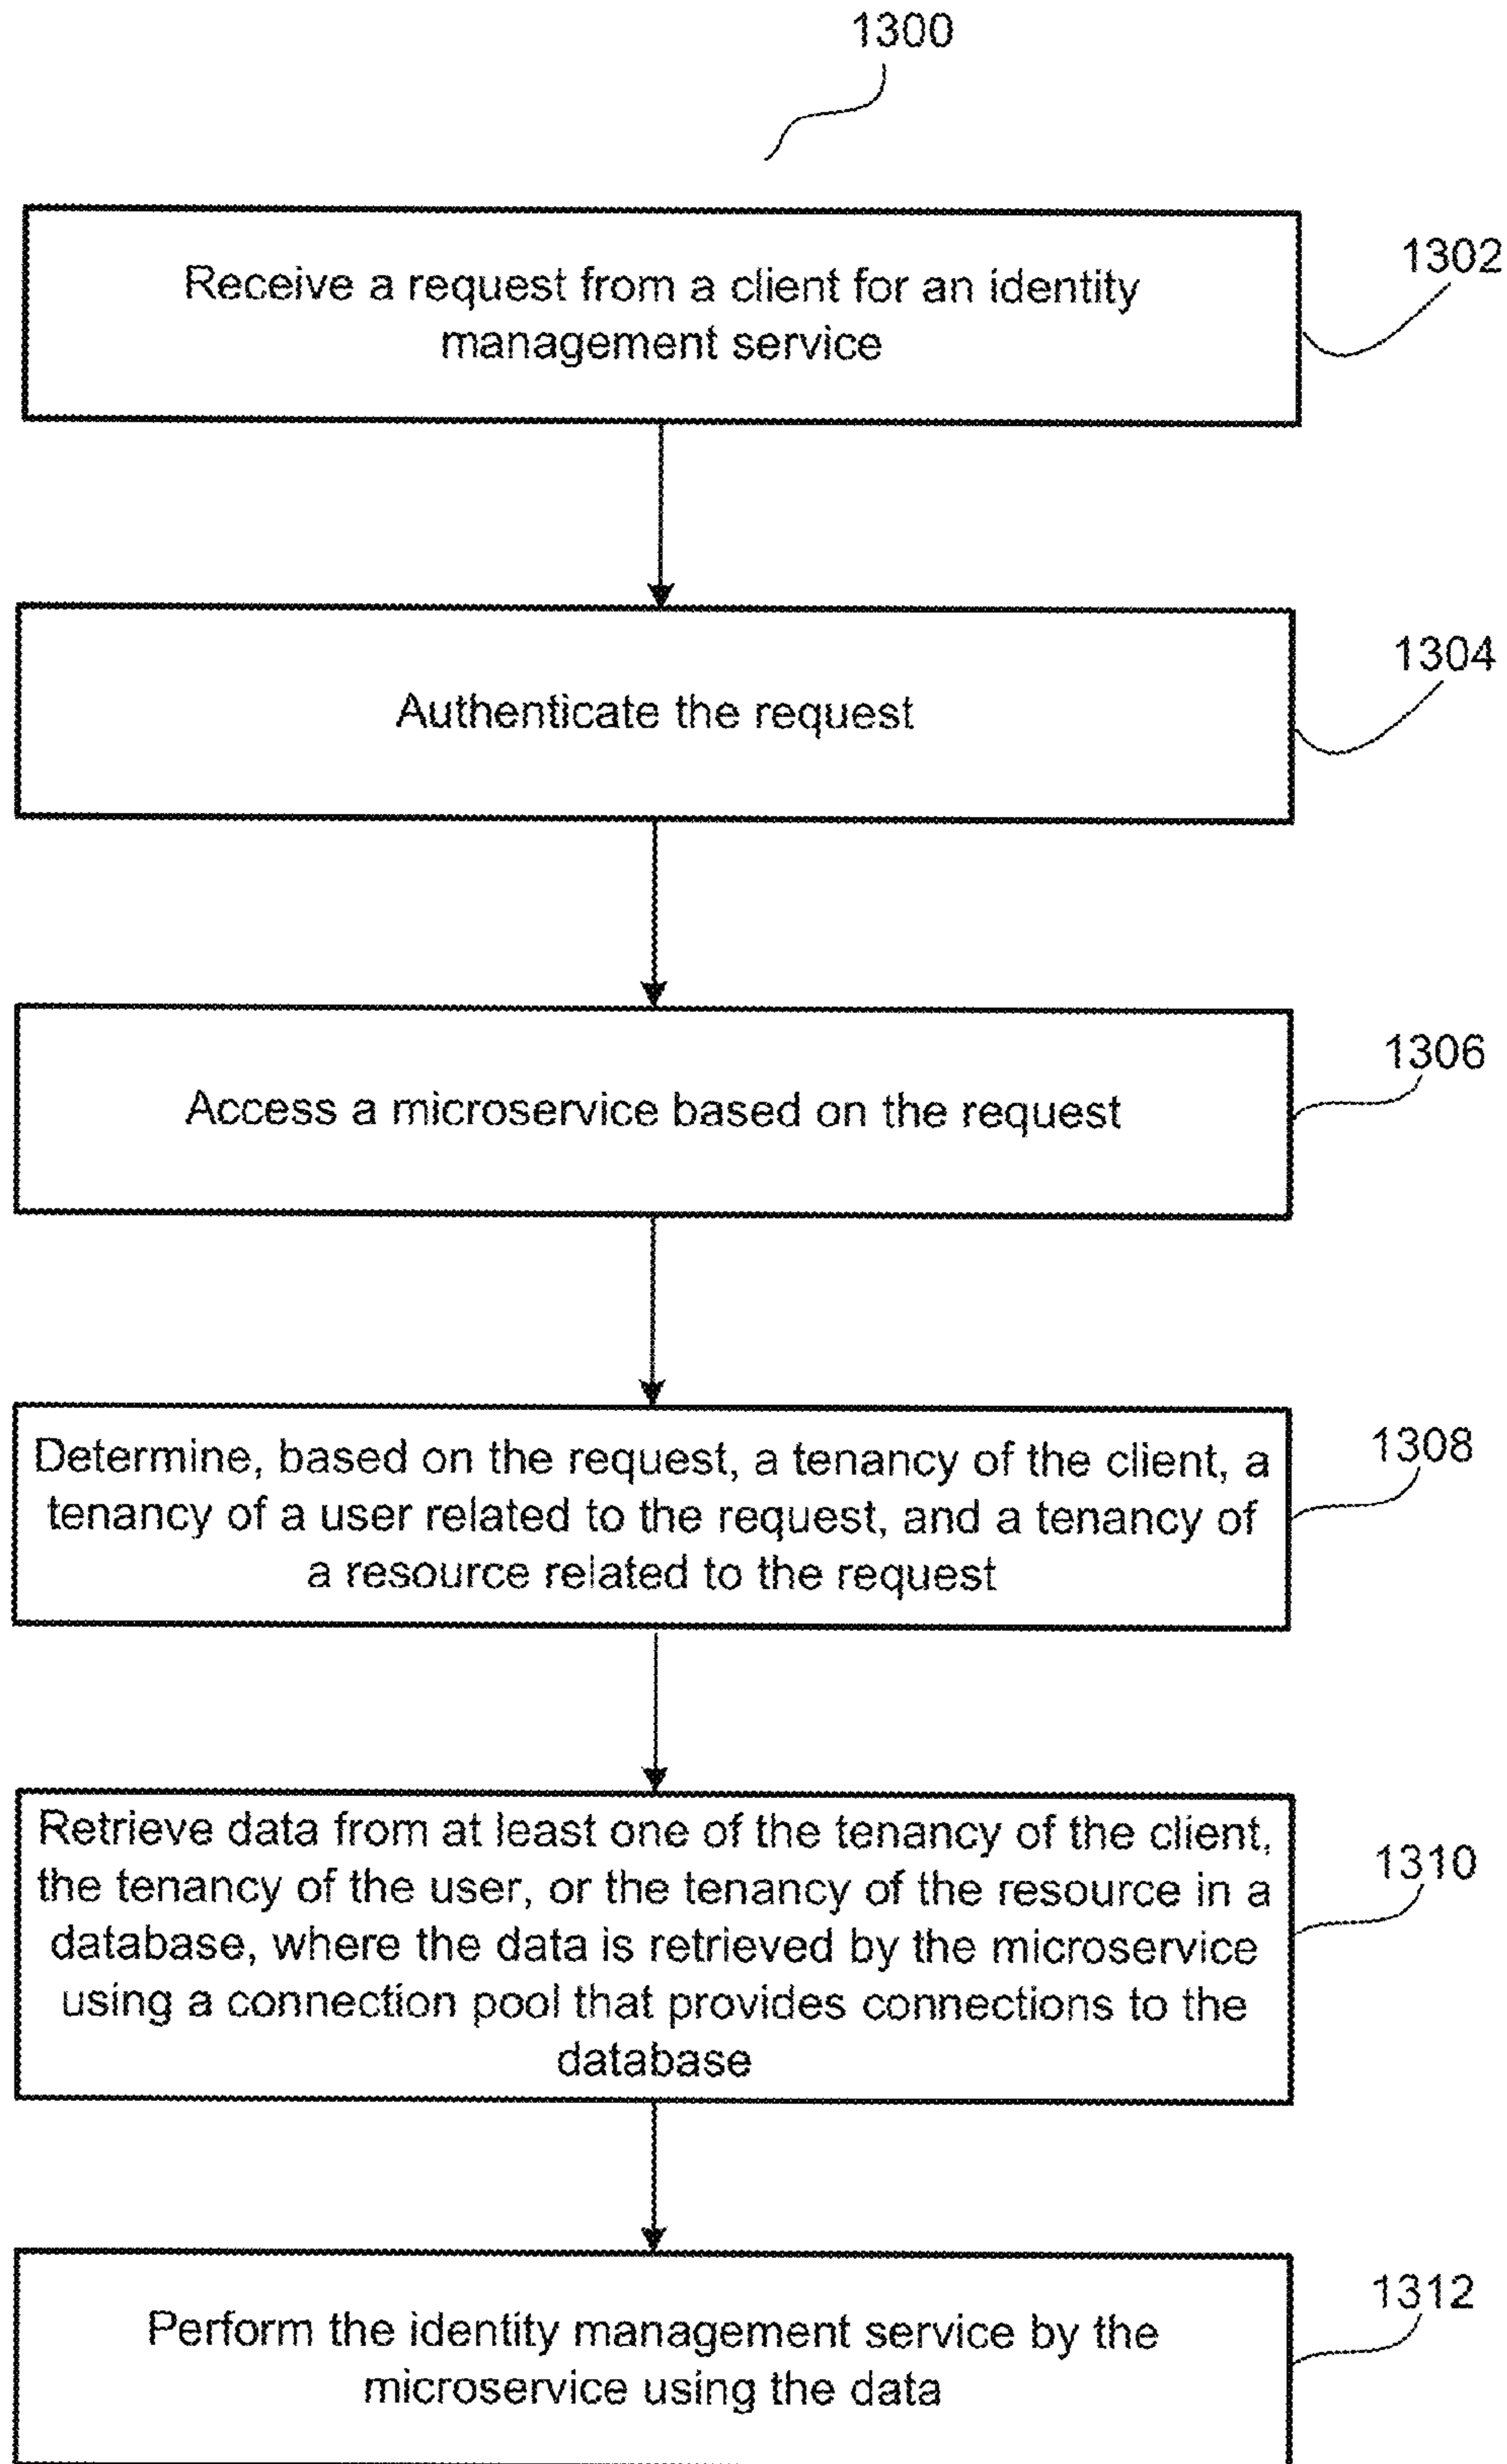 1300
Receive a request from a client for an identity
management service
1302
Authenticate the request
1304
Access a microservice based on the request
1306
Determine, based on the request, a tenancy of the client, a
tenancy of a user related to the request, and a tenancy of
a resource related to the request
1308
Retrieve data from at least one of the tenancy of the client,
the tenancy of the user, or the tenancy of the resource in a
database, where the data is retrieved by the microservice
using a connection pool that provides connections to the
database
1310
Perform the identity management service by the
microservice using the data
1312